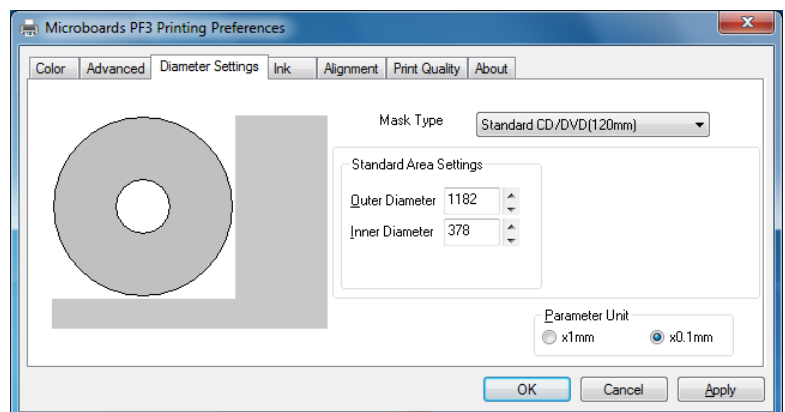 Microboards PF3 Printing Preferences
Color Advanced Diameter Settings Ink Alignment Print Quality About
Mask Type Standard CD/DVD(120mm)
Standard Area Settings
Outer Diameter 1182
Inner Diameter 378
Parameter Unit
x1mm x0.1mm
OK Cancel Apply